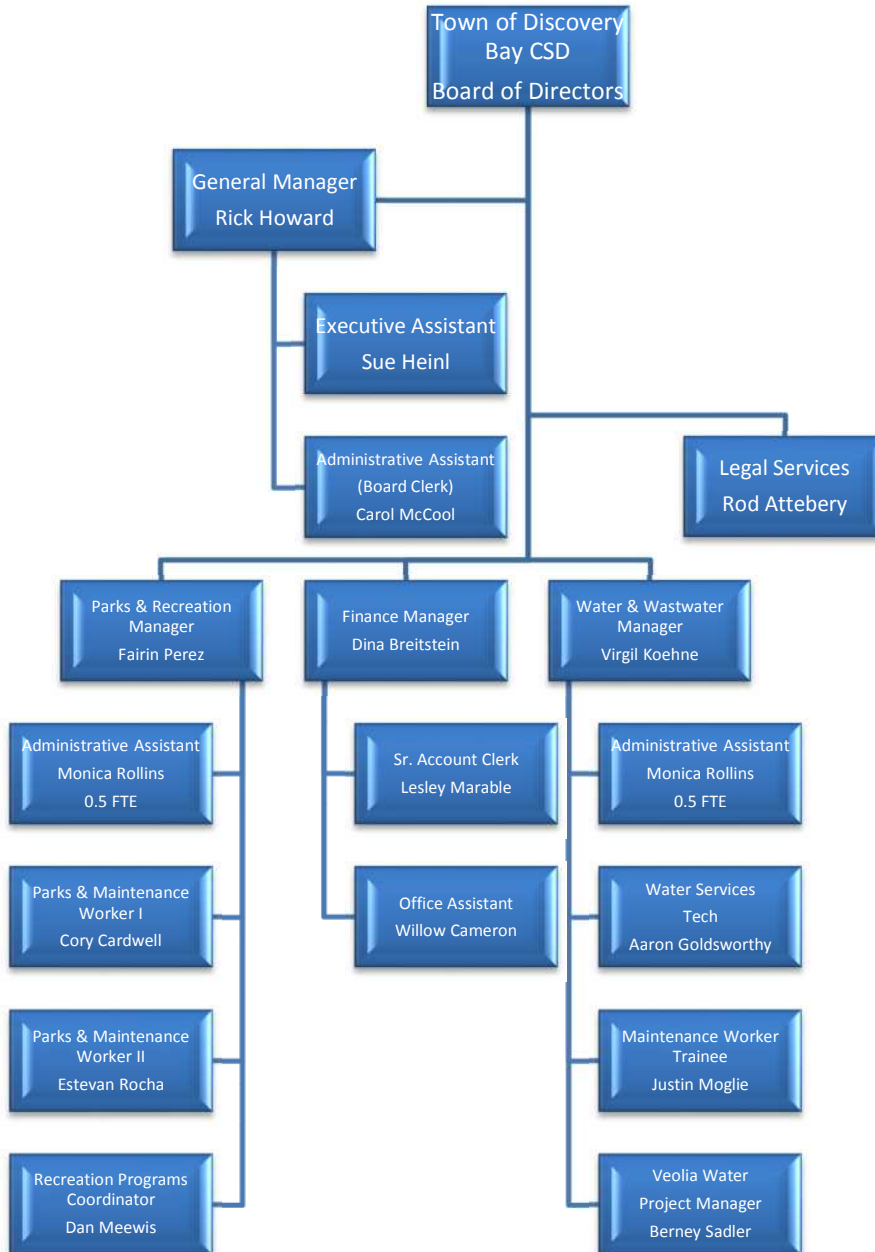 Town of Discovery
Bay CSD
Board of Directors
General Manager
Rick Howard
Executive Assistant
Sue Heinl
Administrative Assistant
(Board Clerk)
Carol McCool
Legal Services
Rod Attebery
Parks & Recreation
Manager
Fairin Perez
Finance Manager
Dina Breitstein
Water & Wastwater
Manager
Virgil Koehne
Administrative Assistant
Monica Rollins
0.5 FTE
Sr. Account Clerk
Lesley Marable
Administrative Assistant
Monica Rollins
0.5 FTE
Parks & Maintenance
Worker I
Cory Cardwell
Office Assistant
Willow Cameron
Water Services
Tech
Aaron Goldsworthy
Parks & Maintenance
Worker II
Estevan Rocha
Maintenance Worker
Trainee
Justin Moglie
Recreation Programs
Coordinator
Dan Meewis
Veolia Water
Project Manager
Berney Sadler